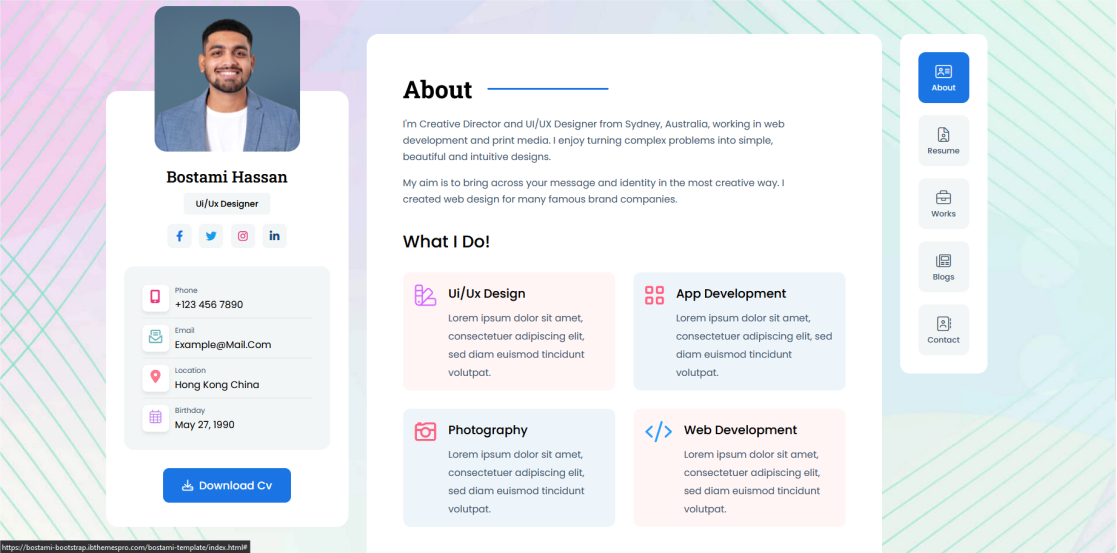 Bostami Hassan
Ui/Ux Designer
Phone
+123 456 7890
Email
Example@Mail.Com
Location
Hong Kong China
Birthday
May 27, 1990
Download Cv
About
I'm Creative Director and UI/UX Designer from Sydney, Australia, working in web
development and print media. I enjoy turning complex problems into simple,
beautiful and intuitive designs.
My aim is to bring across your message and identity in the most creative way. I
created web design for many famous brand companies.
What I Do!
Ui/Ux Design
Lorem ipsum dolor sit amet,
consectetuer adipiscing elit,
sed diam euismod tincidunt
volutpat.
App Development
Lorem ipsum dolor sit amet,
consectetuer adipiscing elit, sed
diam euismod tincidunt
volutpat.
Photography
Lorem ipsum dolor sit amet,
consectetuer adipiscing elit,
sed diam euismod tincidunt
volutpat.
Web Development
Lorem ipsum dolor sit amet,
consectetuer adipiscing elit,
sed diam euismod tincidunt
volutpat.
About
Resume
Works
Blogs
Contact
https://bostami-bootstrap.ibthemespro.com/bostami-template/index.html#